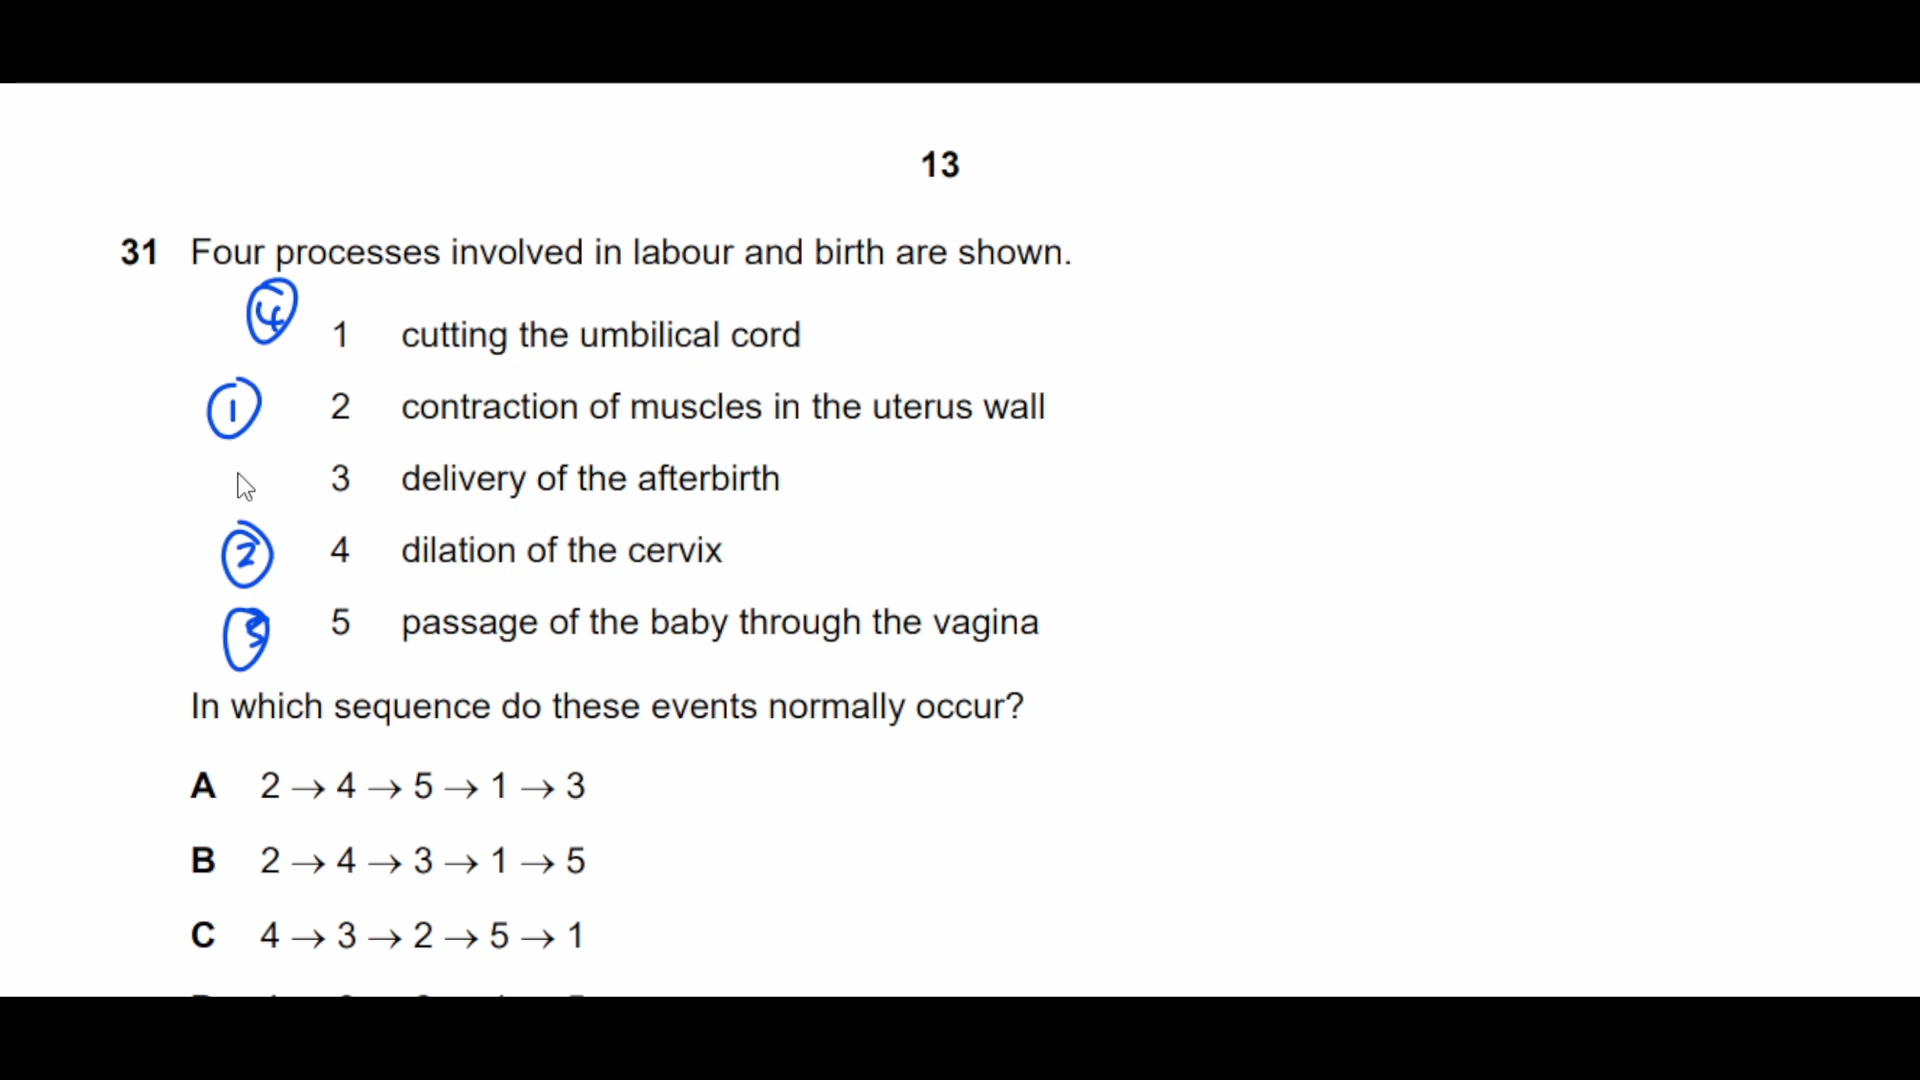 13
31 Four processes involved in labour and birth are shown.
④ 1 cutting the umbilical cord
① 2 contraction of muscles in the uterus wall
3 delivery of the afterbirth
② 4 dilation of the cervix
③ 5 passage of the baby through the vagina
In which sequence do these events normally occur?
A 2 → 4 → 5 → 1 → 3
B 2 → 4 → 3 → 1 → 5
C 4 → 3 → 2 → 5 → 1